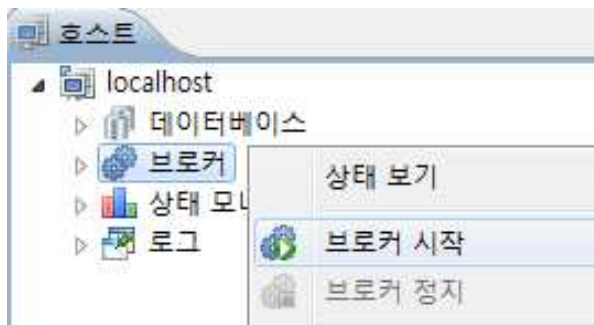 호스트
localhost
데이터베이스
브로커
상태 보기
상태
브로커 시작
로그
브로커 정지